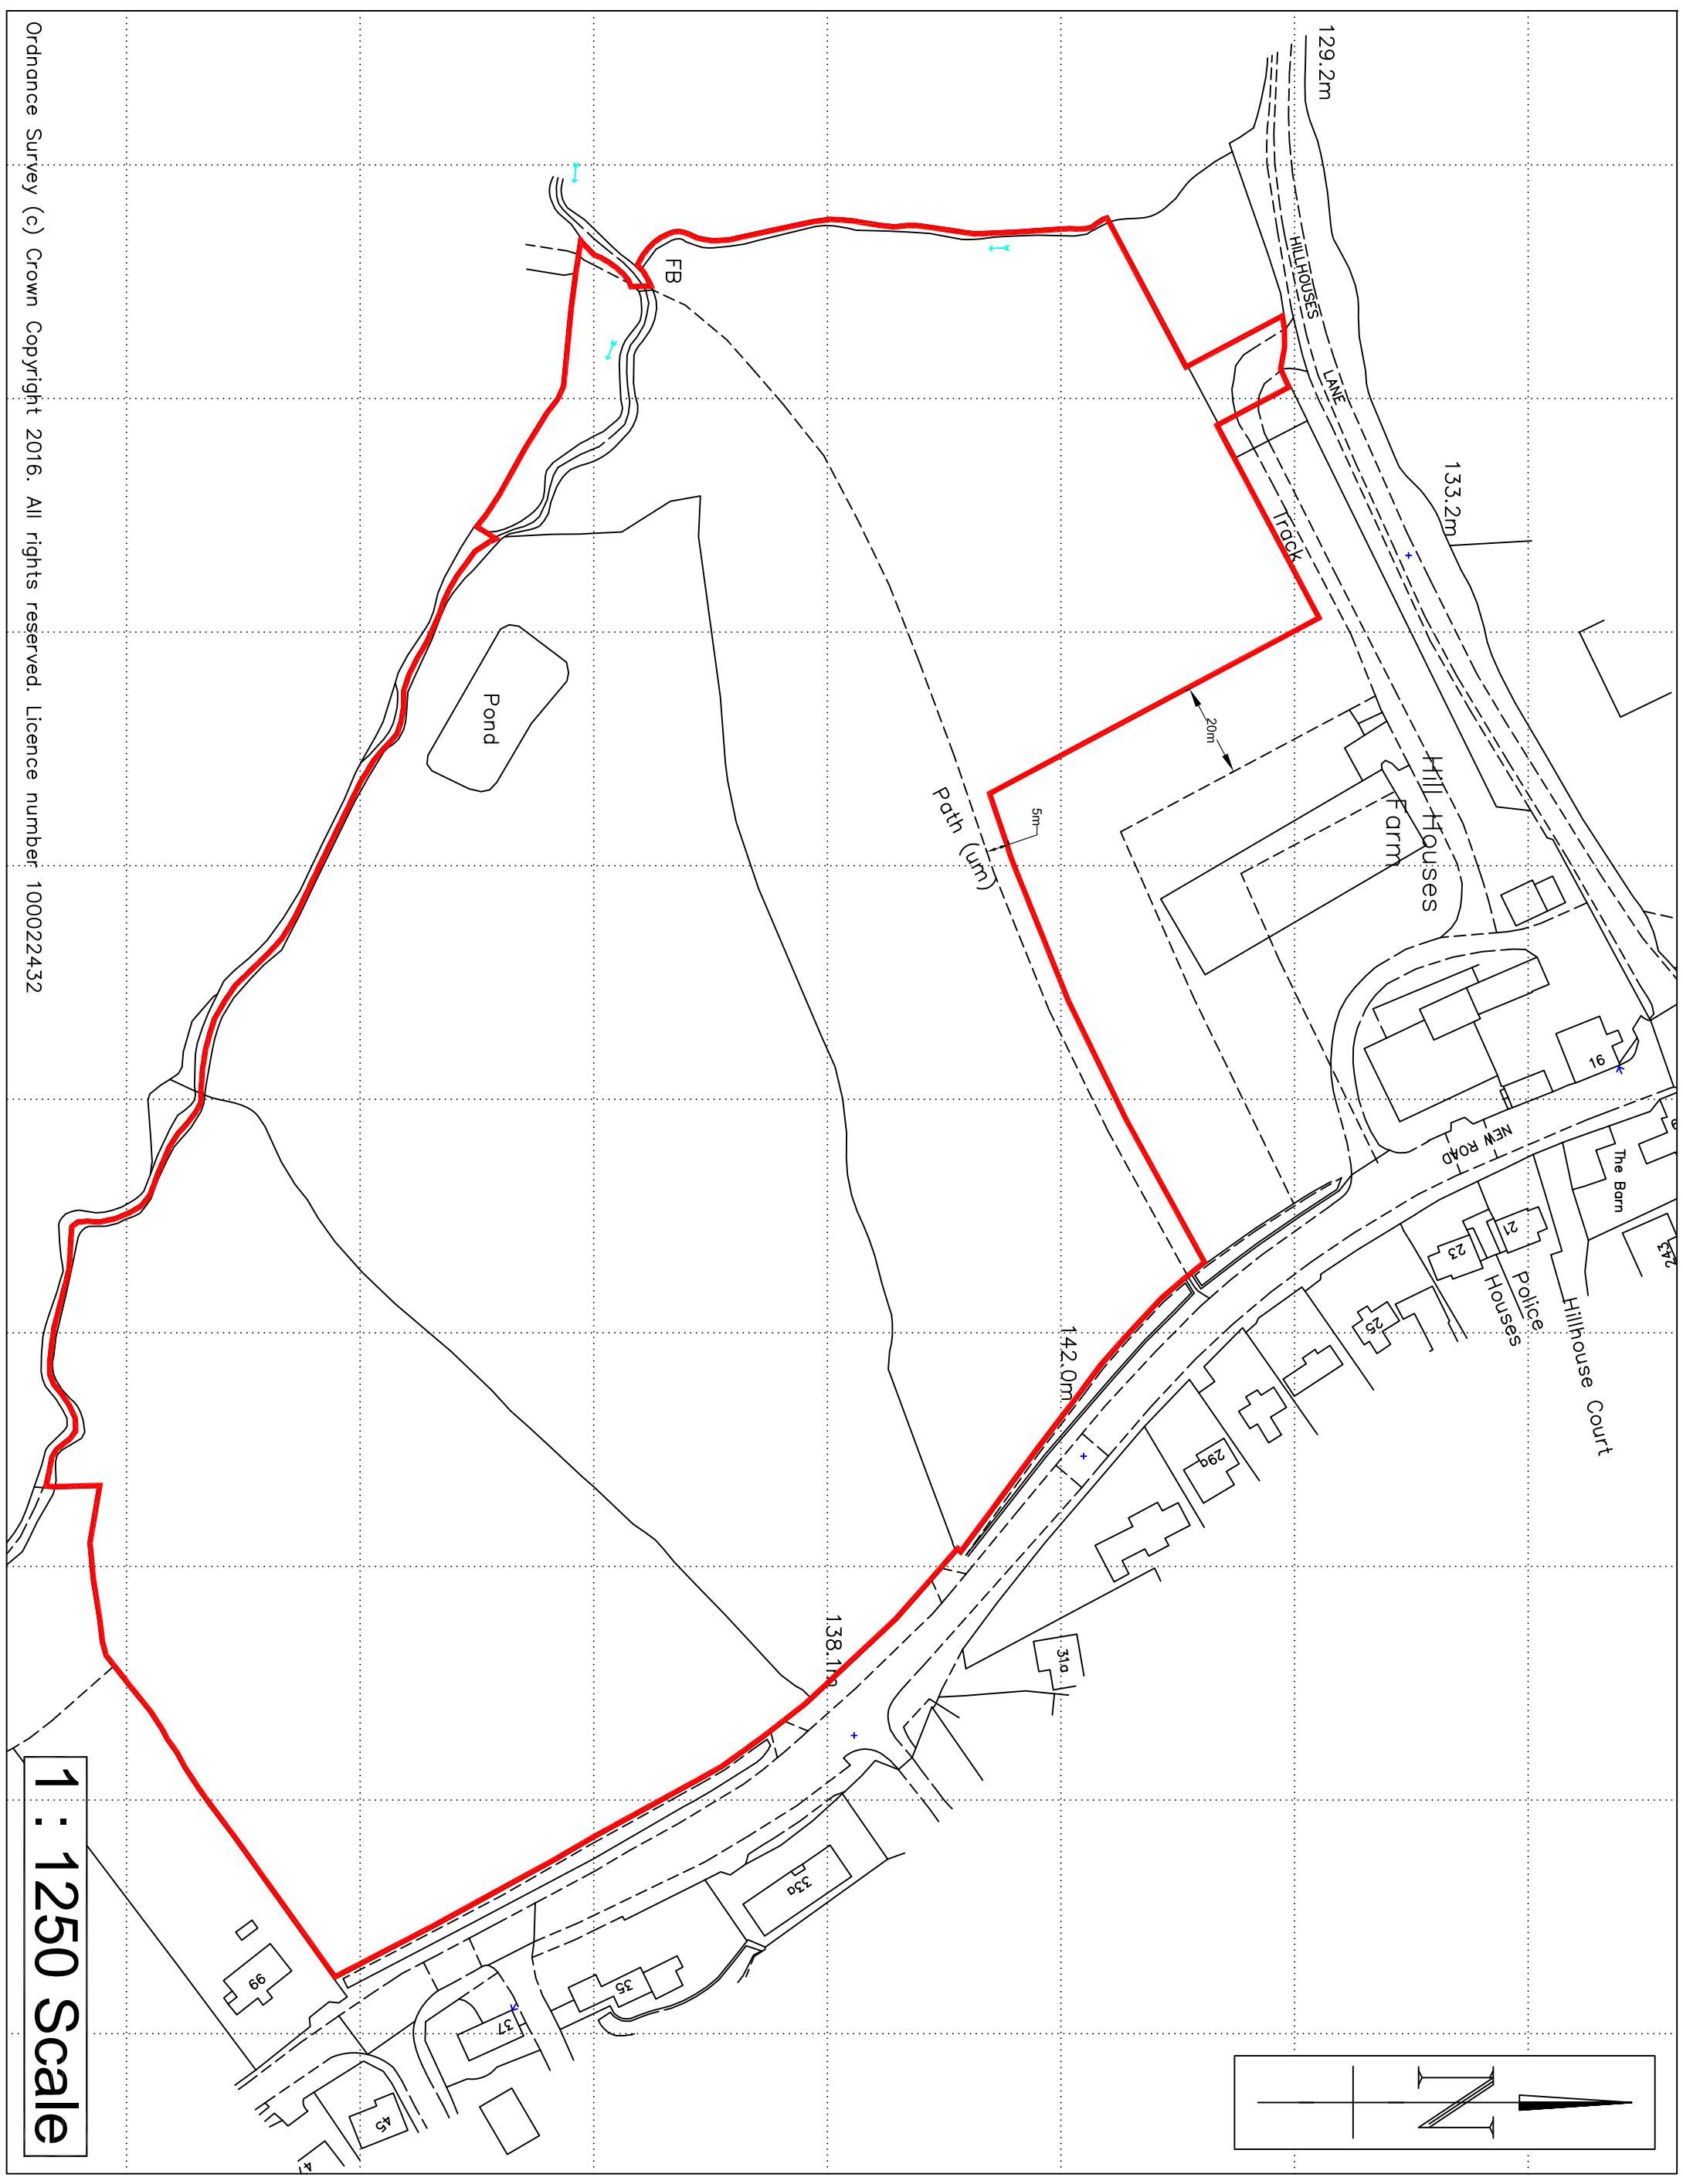 129.2m
133.2m
HILLHOUSES
LANE
Track
FB
Hill Houses
Farm
20m
5m
Path (um)
Pond
16
NEW ROAD
The Barn
243
21
23
Police
Houses
Hillhouse Court
25
29a
142.0m
31a
138.1m
33a
35
37
99
45
N
1 : 1250 Scale
Ordnance Survey (c) Crown Copyright 2016. All rights reserved. Licence number 100022432